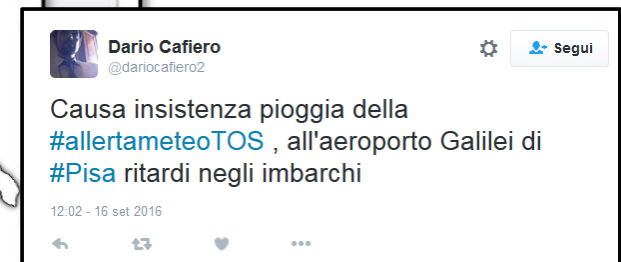 Dario Cafiero
@dariocafiero2
Segui
Causa insistenza pioggia della
#allertameteoTOS , all'aeroporto Galilei di
#Pisa ritardi negli imbarchi
12:02 - 16 set 2016